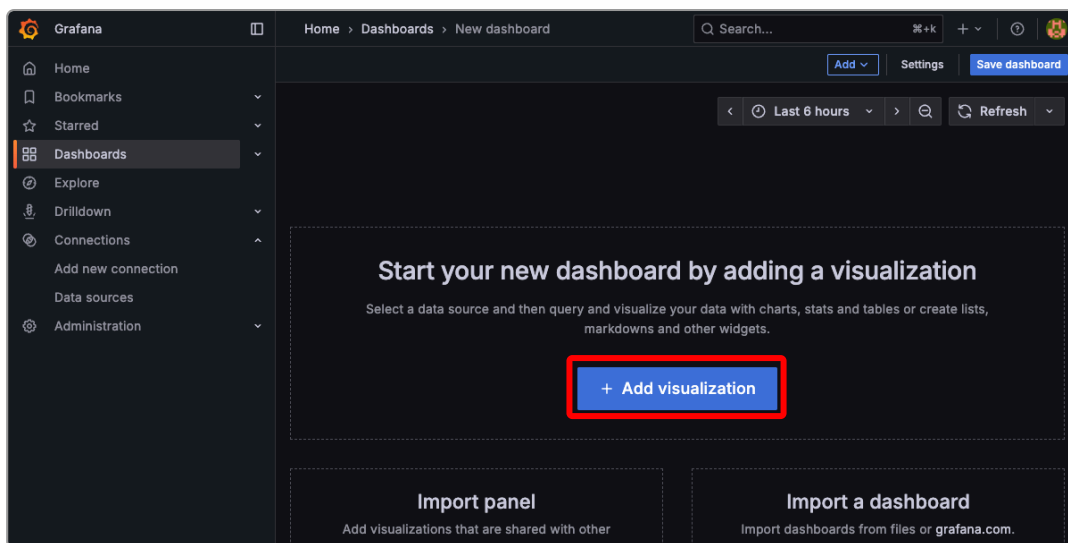 Grafana
Home › Dashboards › New dashboard
Search...
⌘+k
Add
Settings
Save dashboard
Home
Bookmarks
Starred
Dashboards
Explore
Drilldown
Connections
Add new connection
Data sources
Administration
Last 6 hours
Refresh
Start your new dashboard by adding a visualization
Select a data source and then query and visualize your data with charts, stats and tables or create lists,
markdowns and other widgets.
+ Add visualization
Import panel
Add visualizations that are shared with other
Import a dashboard
Import dashboards from files or grafana.com.